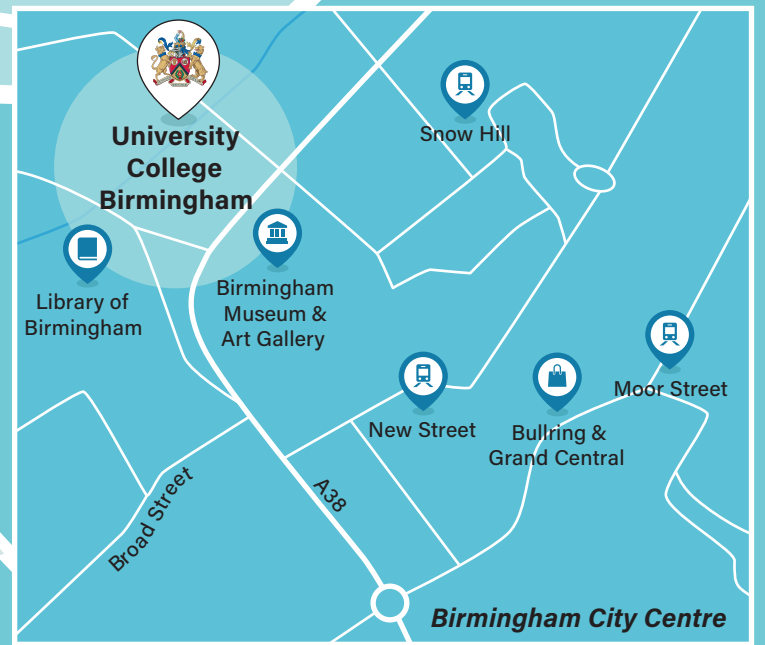 University
College
Birmingham
Snow Hill
Library of
Birmingham
Birmingham
Museum &
Art Gallery
New Street
Bullring &
Grand Central
Moor Street
Broad Street
A38
Birmingham City Centre